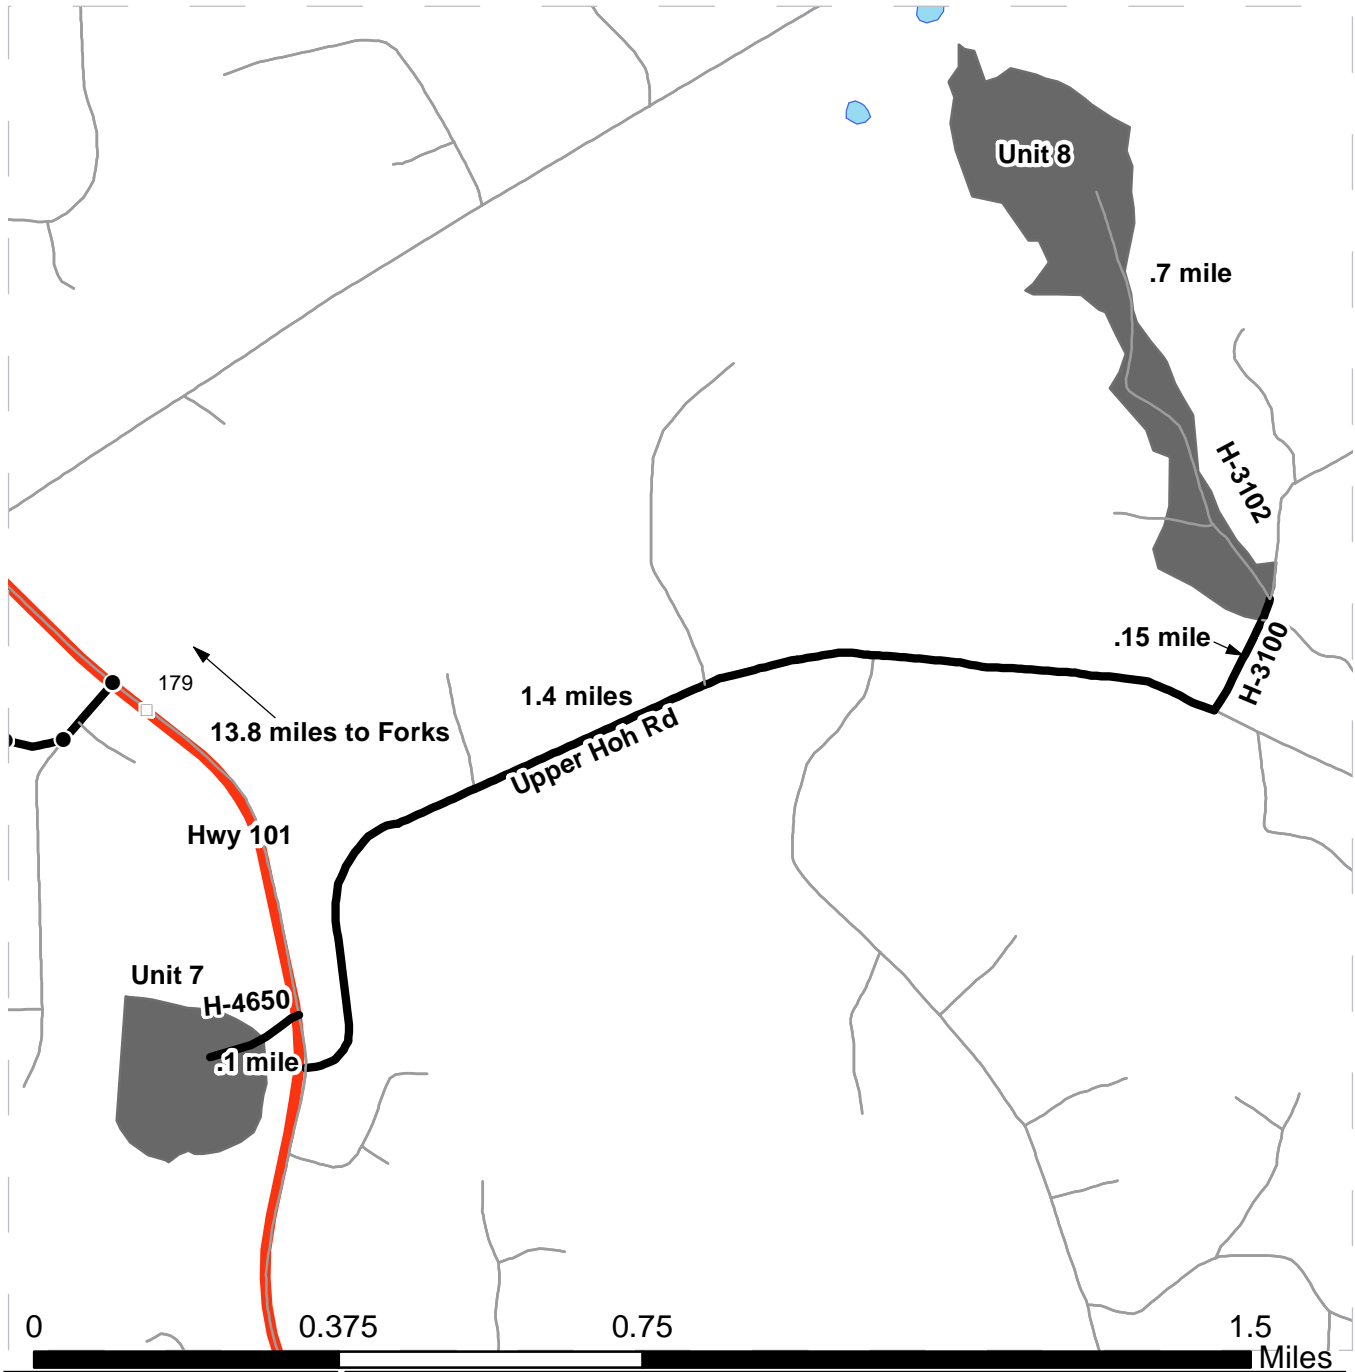 Unit 8
.7 mile
H-3102
.15 mile
H-3100
179
1.4 miles
13.8 miles to Forks
Upper Hoh Rd
Hwy 101
Unit 7
H-4650
.1 mile
0 0.375 0.75 1.5
Miles